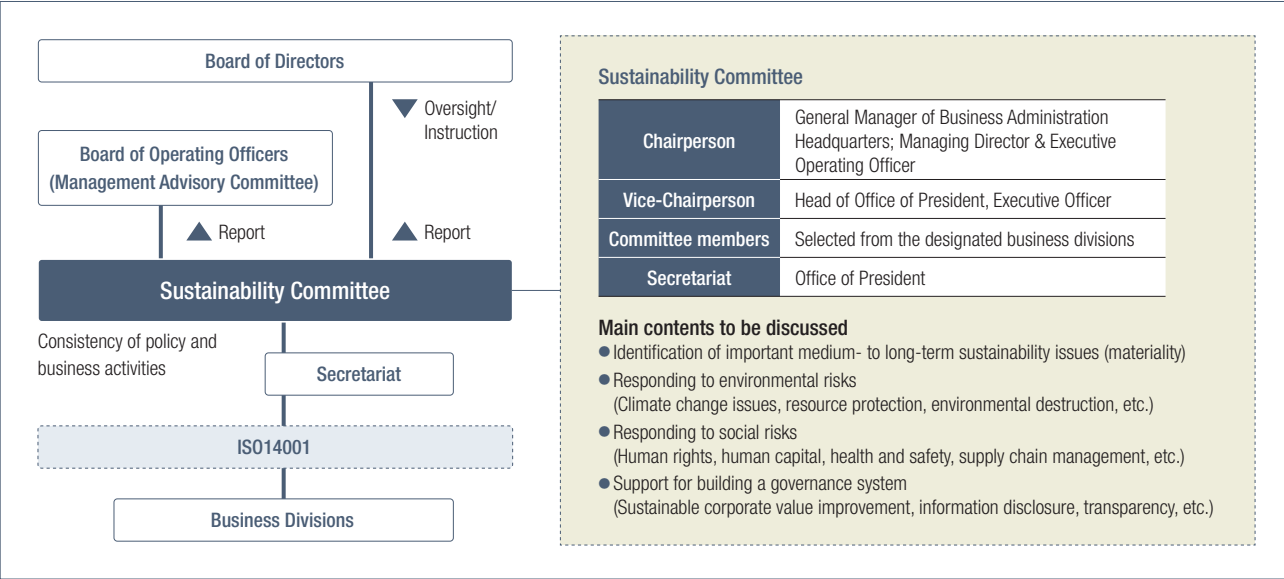 Board of Directors
▼ Oversight/
Instruction
Board of Operating Officers
(Management Advisory Committee)
▲ Report
▲ Report
Sustainability Committee
Consistency of policy and
business activities
Secretariat
ISO14001
Business Divisions
Sustainability Committee
Chairperson
General Manager of Business Administration
Headquarters; Managing Director & Executive
Operating Officer
Vice-Chairperson
Head of Office of President, Executive Officer
Committee members
Selected from the designated business divisions
Secretariat
Office of President
Main contents to be discussed
●Identification of important medium- to long-term sustainability issues (materiality)
●Responding to environmental risks
(Climate change issues, resource protection, environmental destruction, etc.)
●Responding to social risks
(Human rights, human capital, health and safety, supply chain management, etc.)
●Support for building a governance system
(Sustainable corporate value improvement, information disclosure, transparency, etc.)